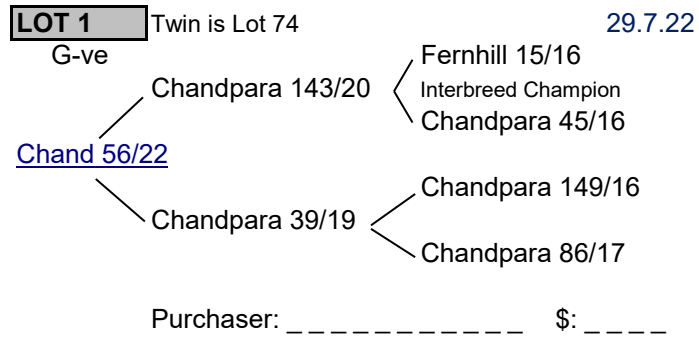 LOT 1 Twin is Lot 74 29.7.22
G-ve Fernhill 15/16
Chandpara 143/20 Interbreed Champion
Chandpara 45/16
Chand 56/22
Chandpara 149/16
Chandpara 39/19
Chandpara 86/17
Purchaser: _ _ _ _ _ _ _ _ _ _ _ $: _ _ _ _